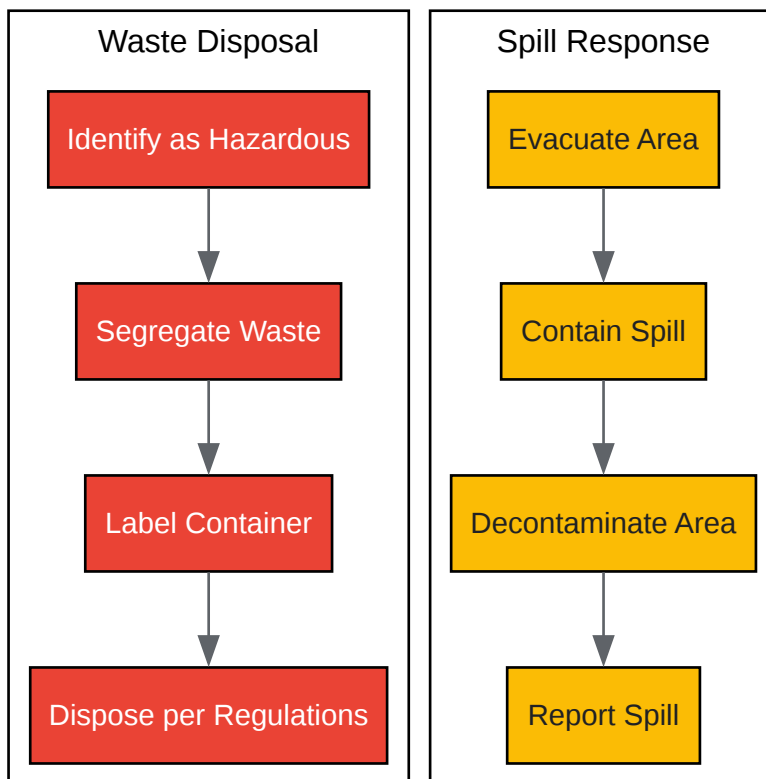 Waste Disposal
Identify as Hazardous
Segregate Waste
Label Container
Dispose per Regulations
Spill Response
Evacuate Area
Contain Spill
Decontaminate Area
Report Spill